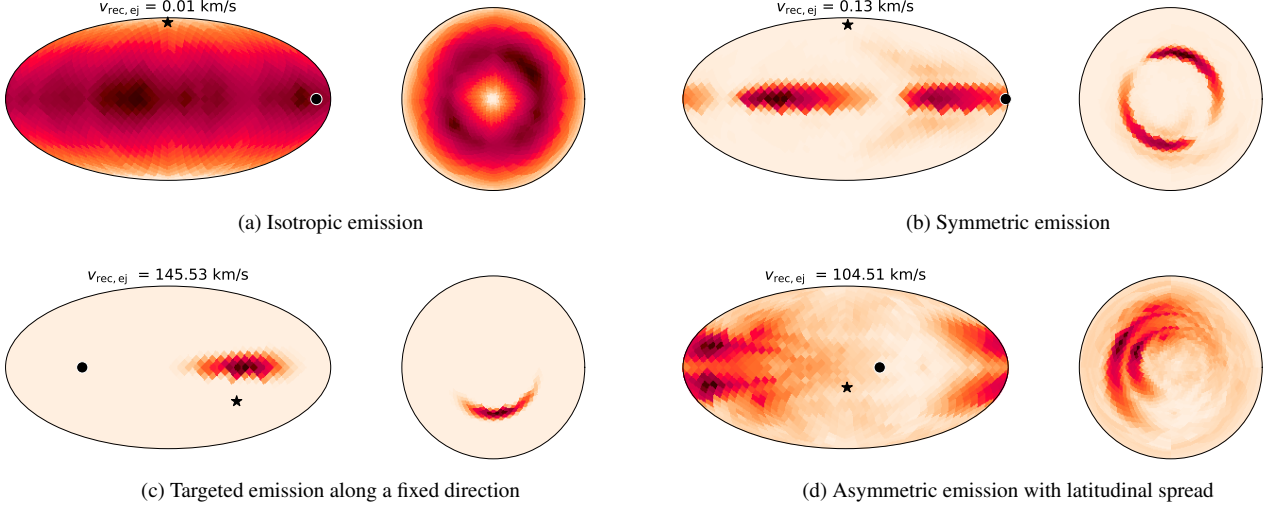 v_rec, ej = 0.01 km/s
v_rec, ej = 0.13 km/s
(a) Isotropic emission
(b) Symmetric emission
v_rec, ej = 145.53 km/s
v_rec, ej = 104.51 km/s
(c) Targeted emission along a fixed direction
(d) Asymmetric emission with latitudinal spread